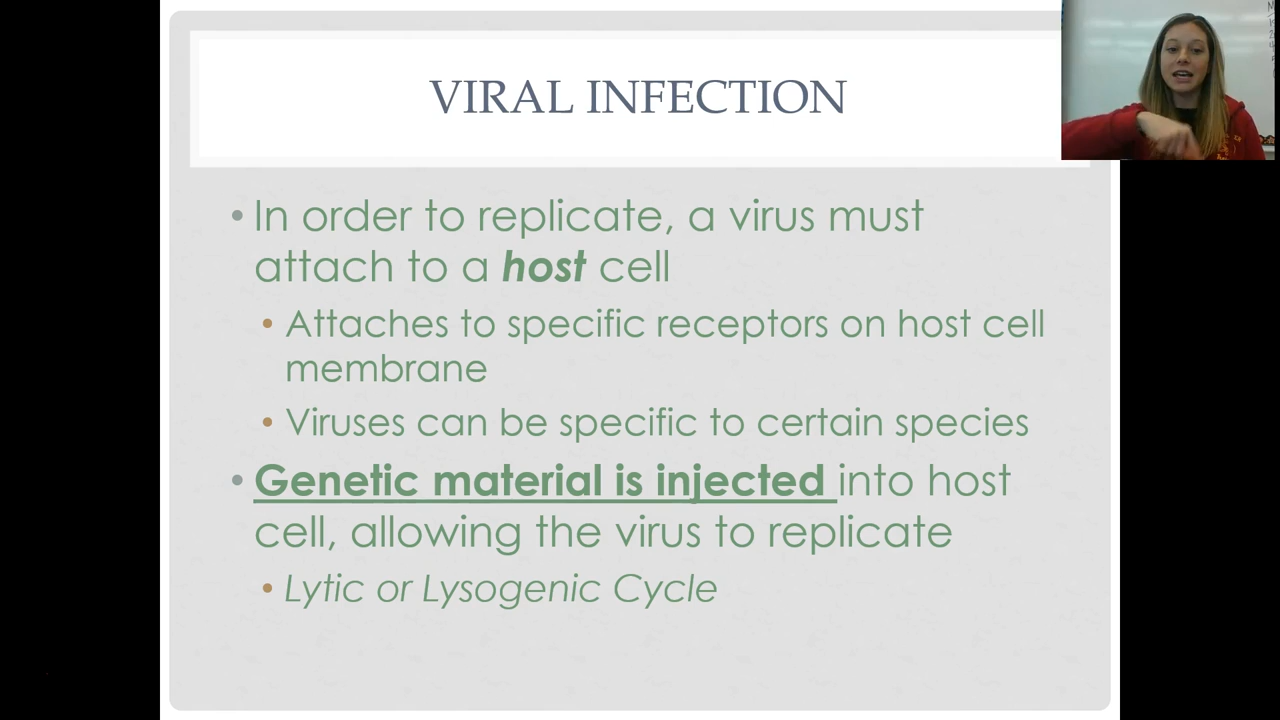 VIRAL INFECTION
• In order to replicate, a virus must
attach to a host cell
• Attaches to specific receptors on host cell
membrane
• Viruses can be specific to certain species
• Genetic material is injected into host
cell, allowing the virus to replicate
• Lytic or Lysogenic Cycle